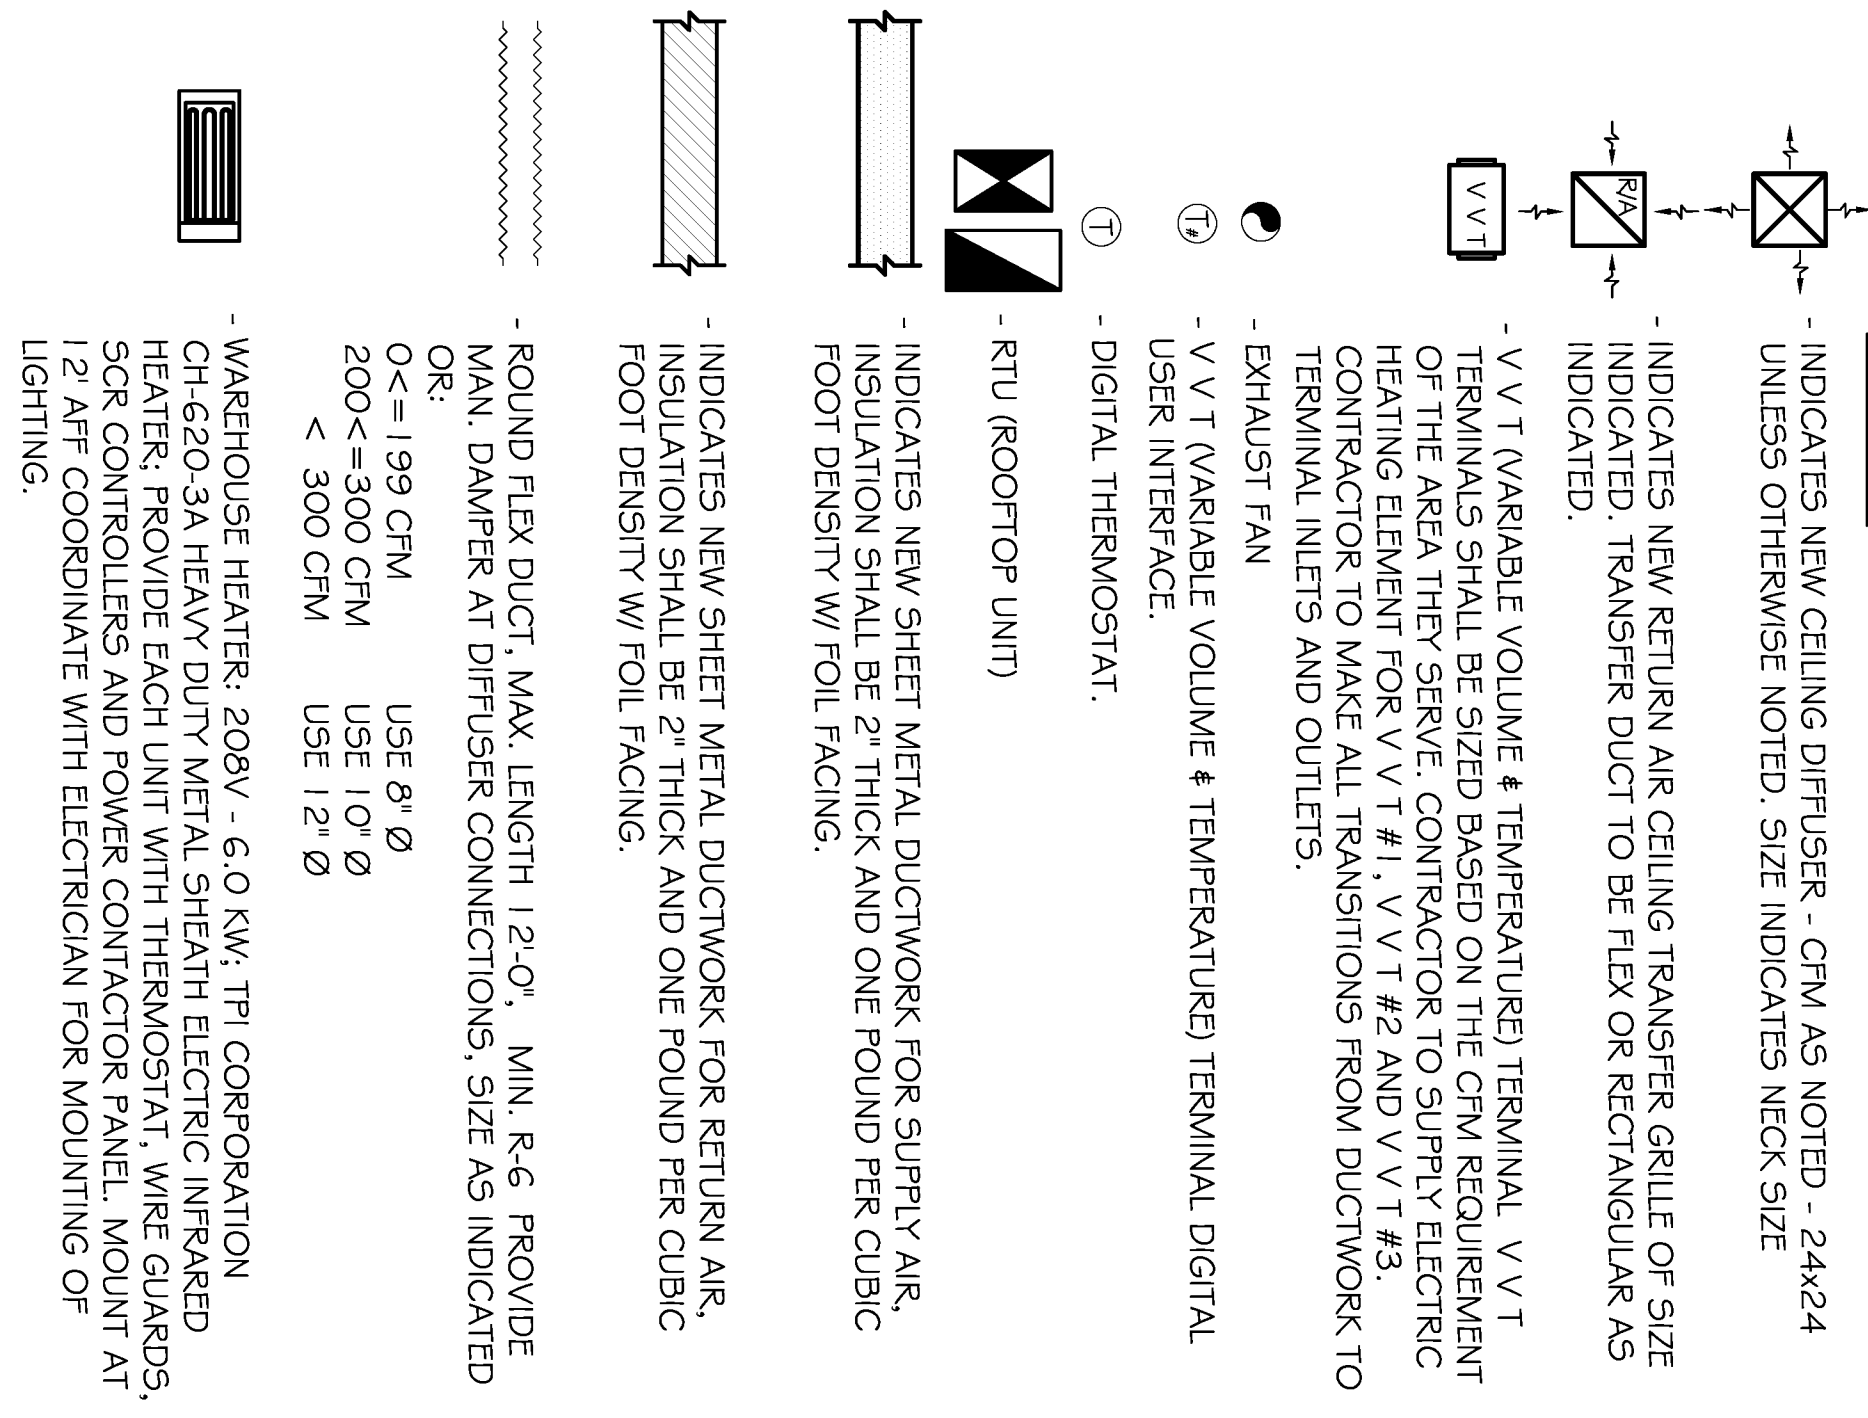 - INDICATES NEW CEILING DIFFUSER - CFM AS NOTED - 24x24
UNLESS OTHERWISE NOTED. SIZE INDICATES NECK SIZE
R/A
- INDICATES NEW RETURN AIR CEILING TRANSFER GRILLE OF SIZE
INDICATED. TRANSFER DUCT TO BE FLEX OR RECTANGULAR AS
INDICATED.
V V T
- V V T (VARIABLE VOLUME & TEMPERATURE) TERMINAL V V T
TERMINALS SHALL BE SIZED BASED ON THE CFM REQUIREMENT
OF THE AREA THEY SERVE. CONTRACTOR TO SUPPLY ELECTRIC
HEATING ELEMENT FOR V V T #1, V V T #2 AND V V T #3.
CONTRACTOR TO MAKE ALL TRANSITIONS FROM DUCTWORK TO
TERMINAL INLETS AND OUTLETS.
- EXHAUST FAN
T#
- V V T (VARIABLE VOLUME & TEMPERATURE) TERMINAL DIGITAL
USER INTERFACE.
T
- DIGITAL THERMOSTAT.
- RTU (ROOFTOP UNIT)
- INDICATES NEW SHEET METAL DUCTWORK FOR SUPPLY AIR,
INSULATION SHALL BE 2" THICK AND ONE POUND PER CUBIC
FOOT DENSITY W/ FOIL FACING.
- INDICATES NEW SHEET METAL DUCTWORK FOR RETURN AIR,
INSULATION SHALL BE 2" THICK AND ONE POUND PER CUBIC
FOOT DENSITY W/ FOIL FACING.
- ROUND FLEX DUCT, MAX. LENGTH 12'-0", MIN. R-6 PROVIDE
MAN. DAMPER AT DIFFUSER CONNECTIONS, SIZE AS INDICATED
OR:
0<=199 CFM USE 8" Ø
200<=300 CFM USE 10" Ø
< 300 CFM USE 12" Ø
- WAREHOUSE HEATER: 208V - 6.0 KW; TPI CORPORATION
CH-620-3A HEAVY DUTY METAL SHEATH ELECTRIC INFRARED
HEATER; PROVIDE EACH UNIT WITH THERMOSTAT, WIRE GUARDS,
SCR CONTROLLERS AND POWER CONTACTOR PANEL. MOUNT AT
12' AFF COORDINATE WITH ELECTRICIAN FOR MOUNTING OF
LIGHTING.